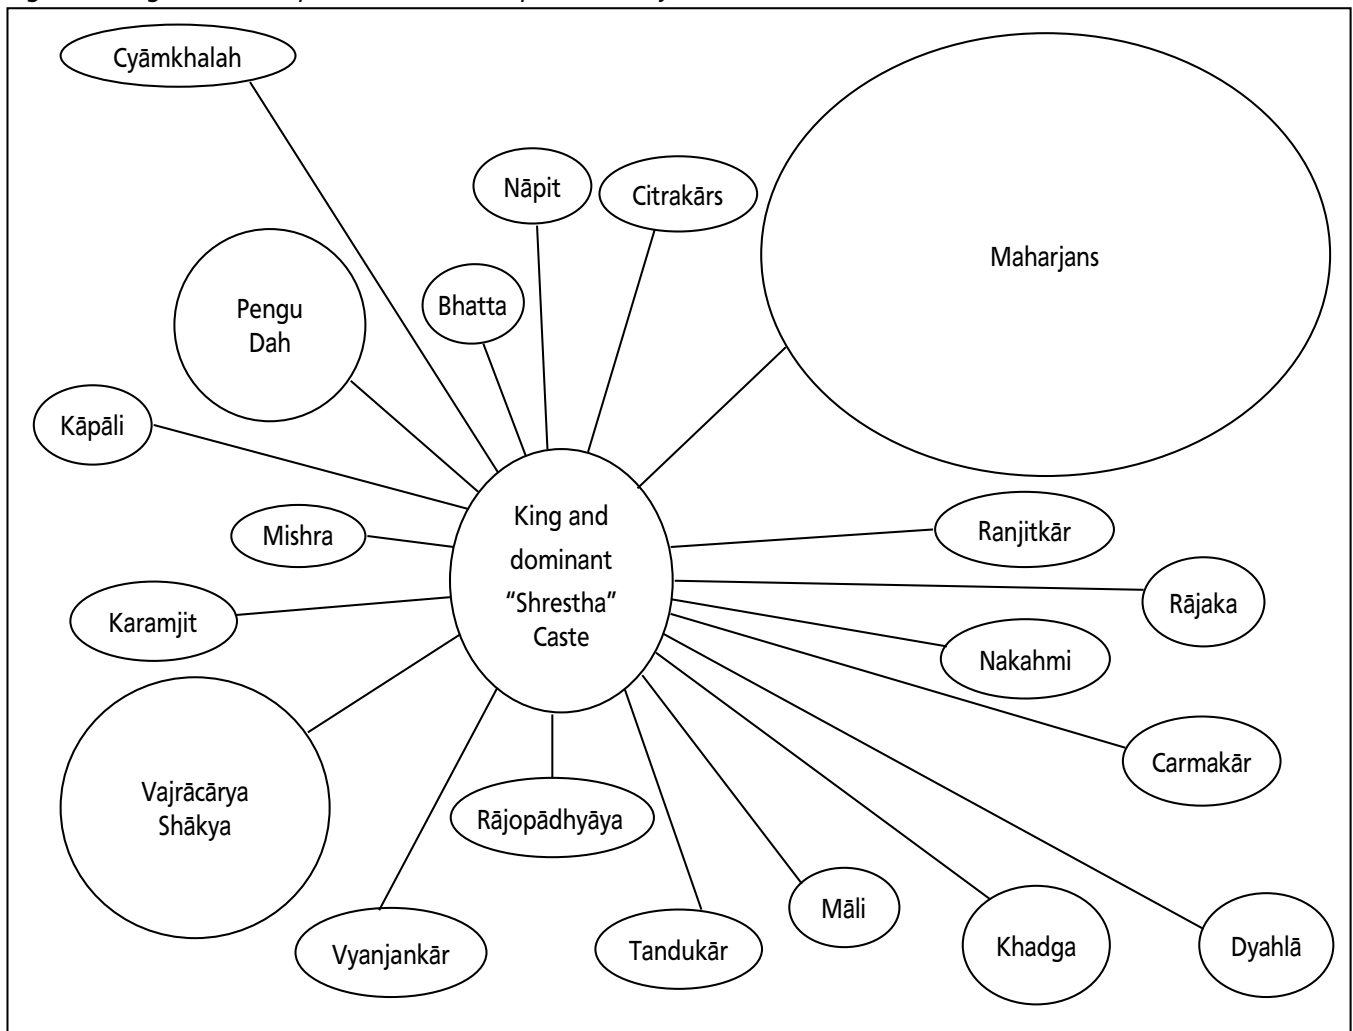 Cyāmkhalah
Nāpit
Citrakārs
Maharjans
Pengu
Dah
Bhatta
Kāpāli
King and
dominant
“Shrestha”
Caste
Mishra
Ranjitkār
Karamjit
Rājaka
Nakahmi
Carmakār
Vajrācārya
Shākya
Rājopādhyāya
Māli
Vyanjankār
Tandukār
Khadga
Dyahlā